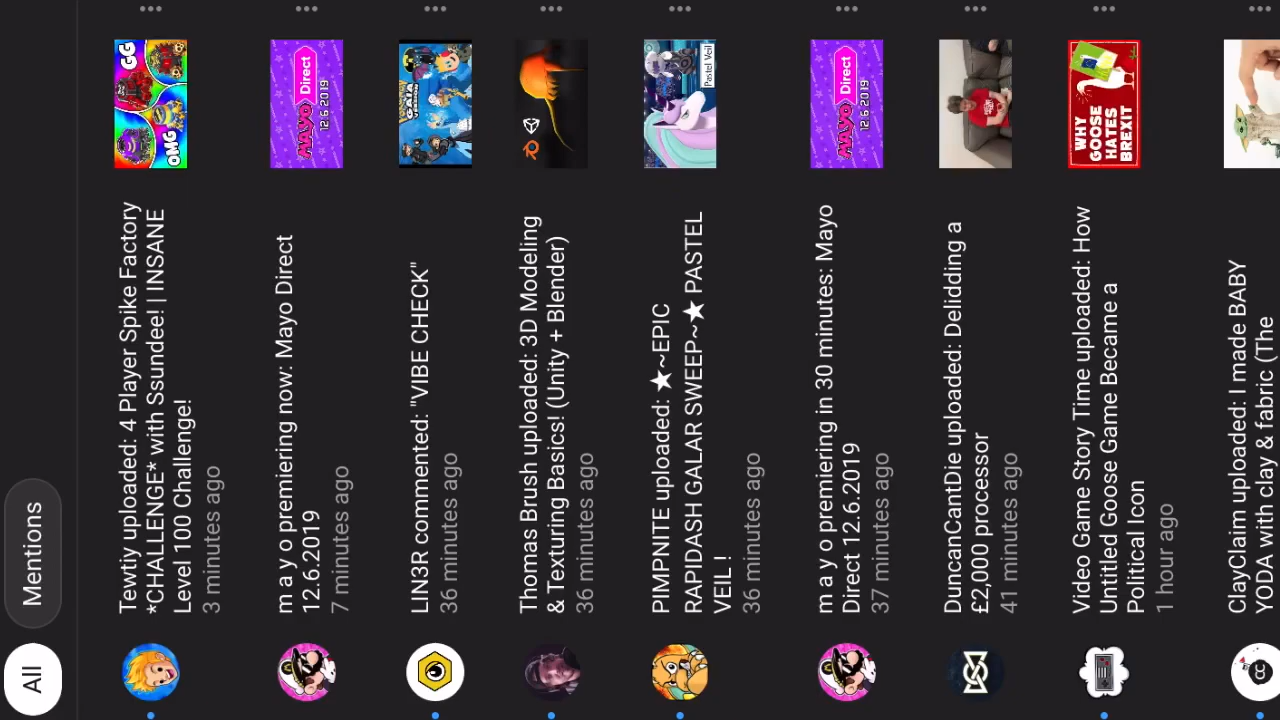 All
Mentions
Tewtiy uploaded: 4 Player Spike Factory
*CHALLENGE* with Ssundee! | INSANE
Level 100 Challenge!
3 minutes ago
GG
OMG
m a y o premiering now: Mayo Direct
12.6.2019
7 minutes ago
MAYO Direct
12.6.2019
LIN3R commented: "VIBE CHECK"
36 minutes ago
Thomas Brush uploaded: 3D Modeling
& Texturing Basics! (Unity + Blender)
36 minutes ago
PIMPNITE uploaded: ★~EPIC
RAPIDASH GALAR SWEEP~★ PASTEL
VEIL !
36 minutes ago
Pastel Veil
m a y o premiering in 30 minutes: Mayo
Direct 12.6.2019
37 minutes ago
MAYO Direct
12.6.2019
DuncanCantDie uploaded: Delidding a
£2,000 processor
41 minutes ago
Video Game Story Time uploaded: How
Untitled Goose Game Became a
Political Icon
1 hour ago
WHY
GOOSE
HATES
BREXIT
CC
ClayClaim uploaded: I made BABY
YODA with clay & fabric (The